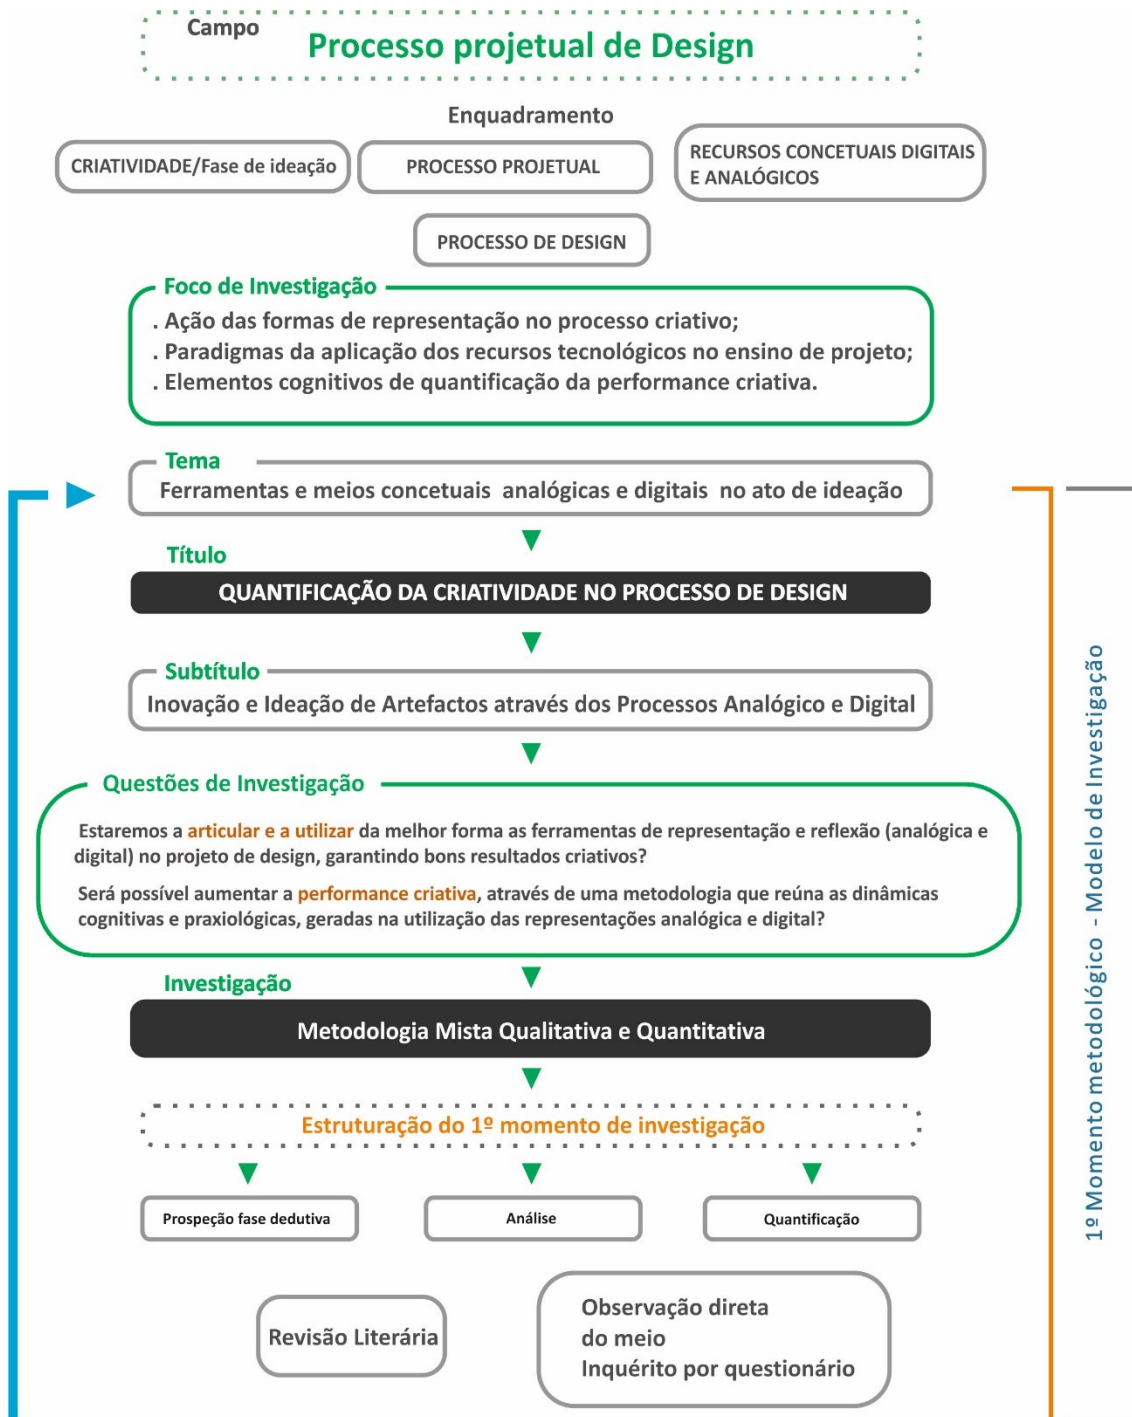 Campo
Processo projetual de Design
Enquadramento
CRIATIVIDADE/Fase de ideação
PROCESSO PROJETUAL
RECURSOS CONCETUAIS DIGITAIS
E ANALÓGICOS
PROCESSO DE DESIGN
Foco de Investigação
. Ação das formas de representação no processo criativo;
. Paradigmas da aplicação dos recursos tecnológicos no ensino de projeto;
. Elementos cognitivos de quantificação da performance criativa.
Tema
Ferramentas e meios concetuais analógicas e digitais no ato de ideação
Título
QUANTIFICAÇÃO DA CRIATIVIDADE NO PROCESSO DE DESIGN
Subtítulo
Inovação e Ideação de Artefactos através dos Processos Analógico e Digital
Questões de Investigação
Estaremos a articular e a utilizar da melhor forma as ferramentas de representação e reflexão (analógica e
digital) no projeto de design, garantindo bons resultados criativos?
Será possível aumentar a performance criativa, através de uma metodologia que reúna as dinâmicas
cognitivas e praxiológicas, geradas na utilização das representações analógica e digital?
Investigação
Metodologia Mista Qualitativa e Quantitativa
Estruturação do 1º momento de investigação
Prospeção fase dedutiva
Análise
Quantificação
Revisão Literária
Observação direta
do meio
Inquérito por questionário
1º Momento metodológico - Modelo de Investigação